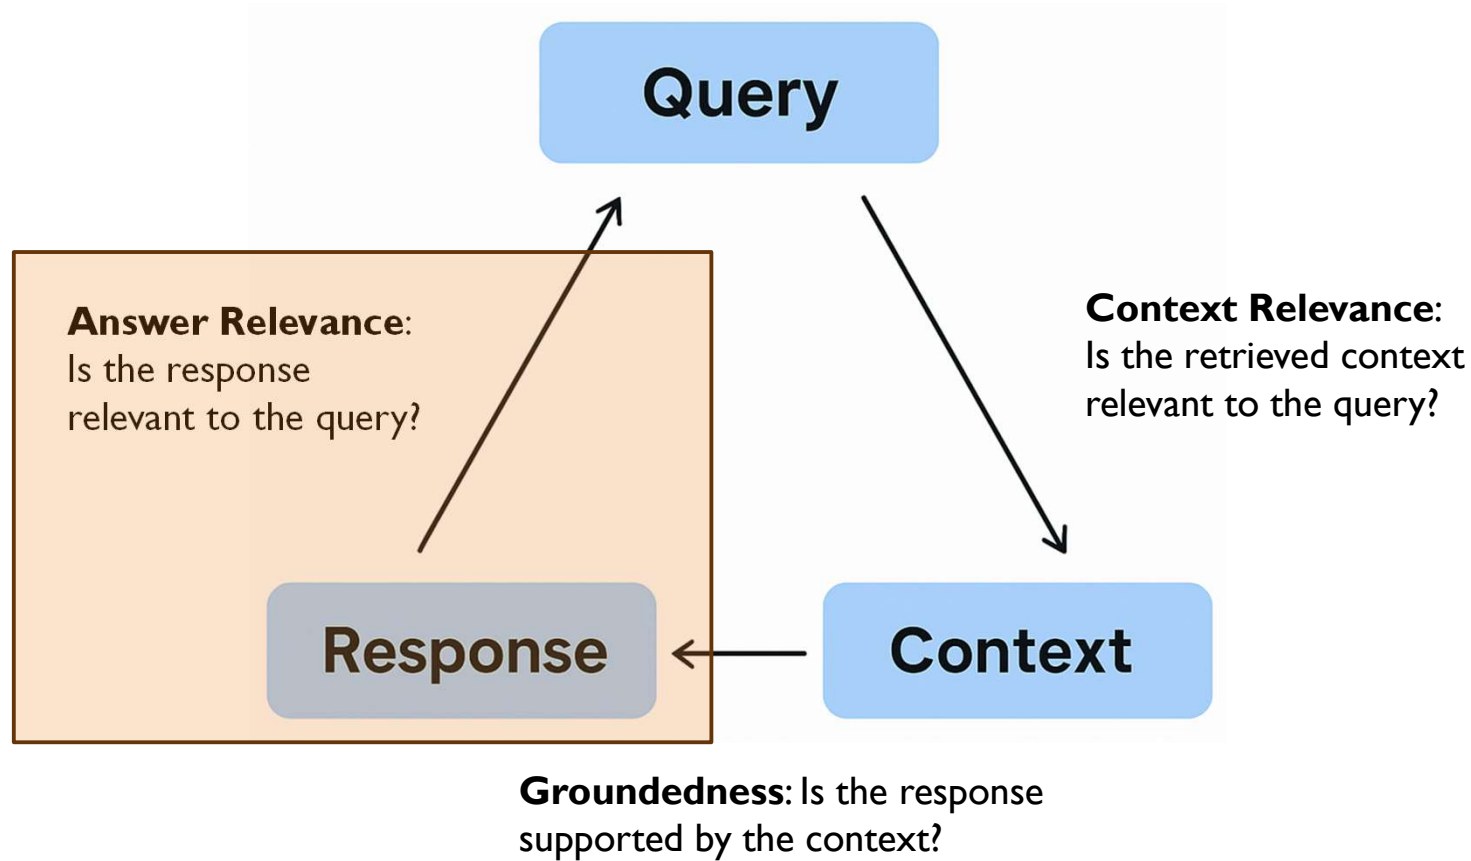 Query
Answer Relevance:
Is the response
relevant to the query?
Context Relevance:
Is the retrieved context
relevant to the query?
Response
Context
Groundedness: Is the response
supported by the context?